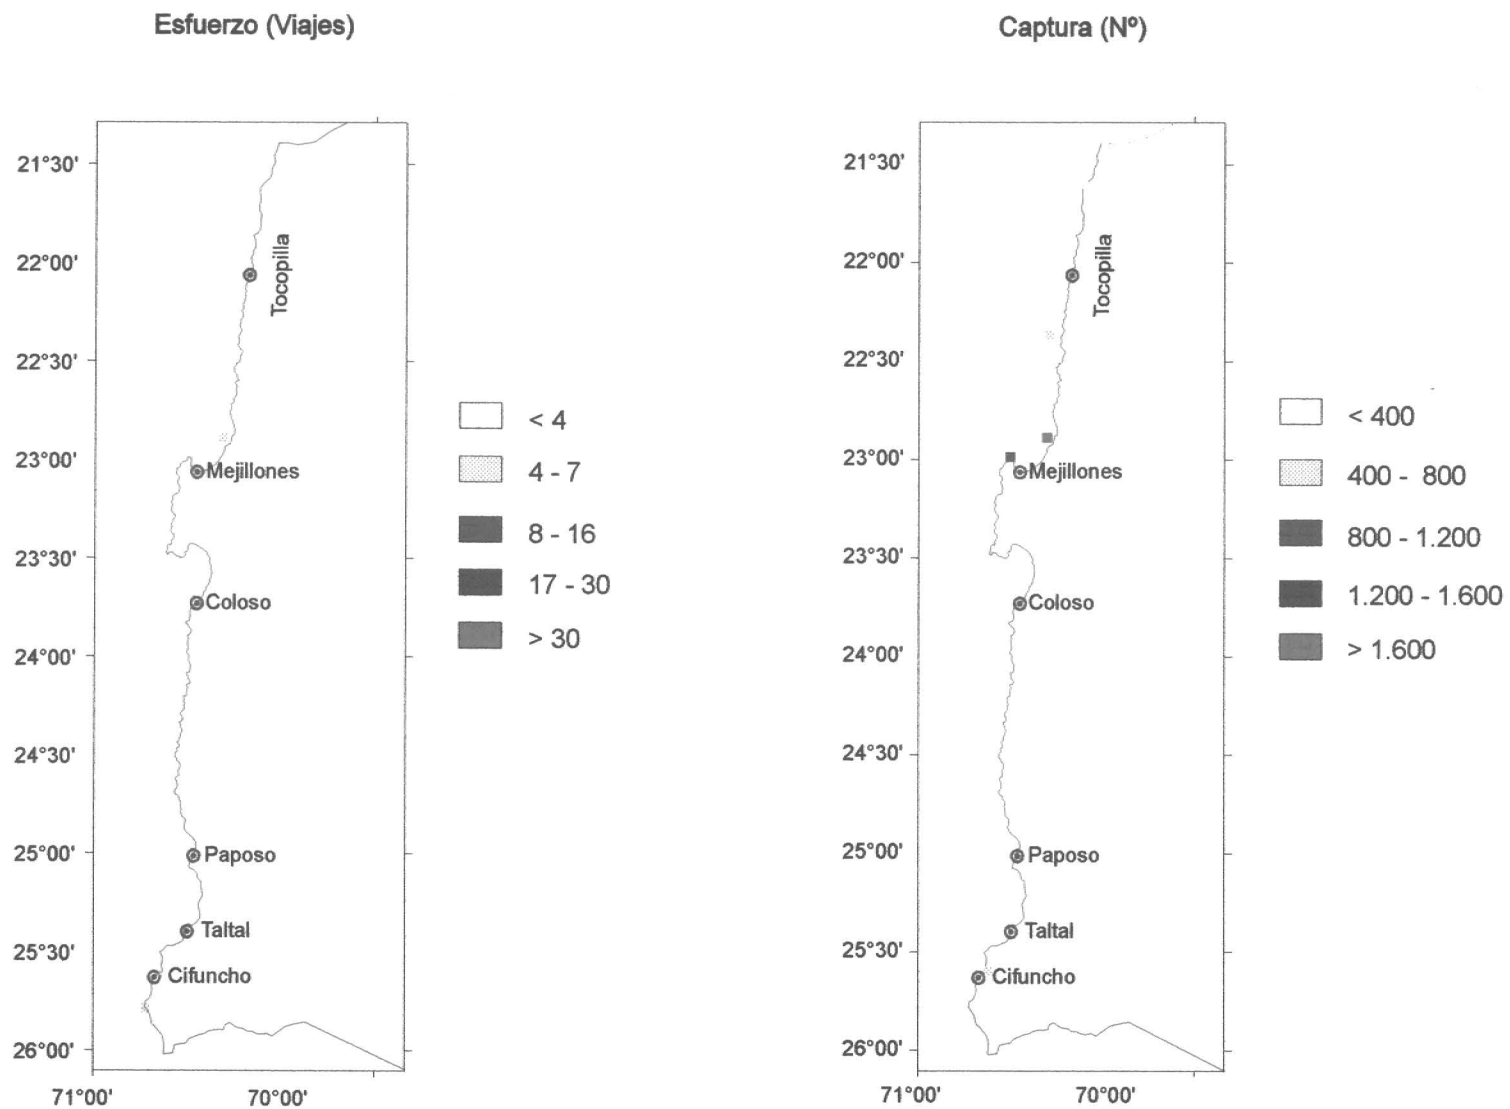 Esfuerzo (Viajes)
21°30'
22°00'
22°30'
23°00'
23°30'
24°00'
24°30'
25°00'
25°30'
26°00'
71°00'
70°00'
Tocopilla
Mejillones
Coloso
Paposo
Taltal
Cifuncho
< 4
4 - 7
8 - 16
17 - 30
> 30
Captura (Nº)
21°30'
22°00'
22°30'
23°00'
23°30'
24°00'
24°30'
25°00'
25°30'
26°00'
71°00'
70°00'
Tocopilla
Mejillones
Coloso
Paposo
Taltal
Cifuncho
< 400
400 - 800
800 - 1.200
1.200 - 1.600
> 1.600